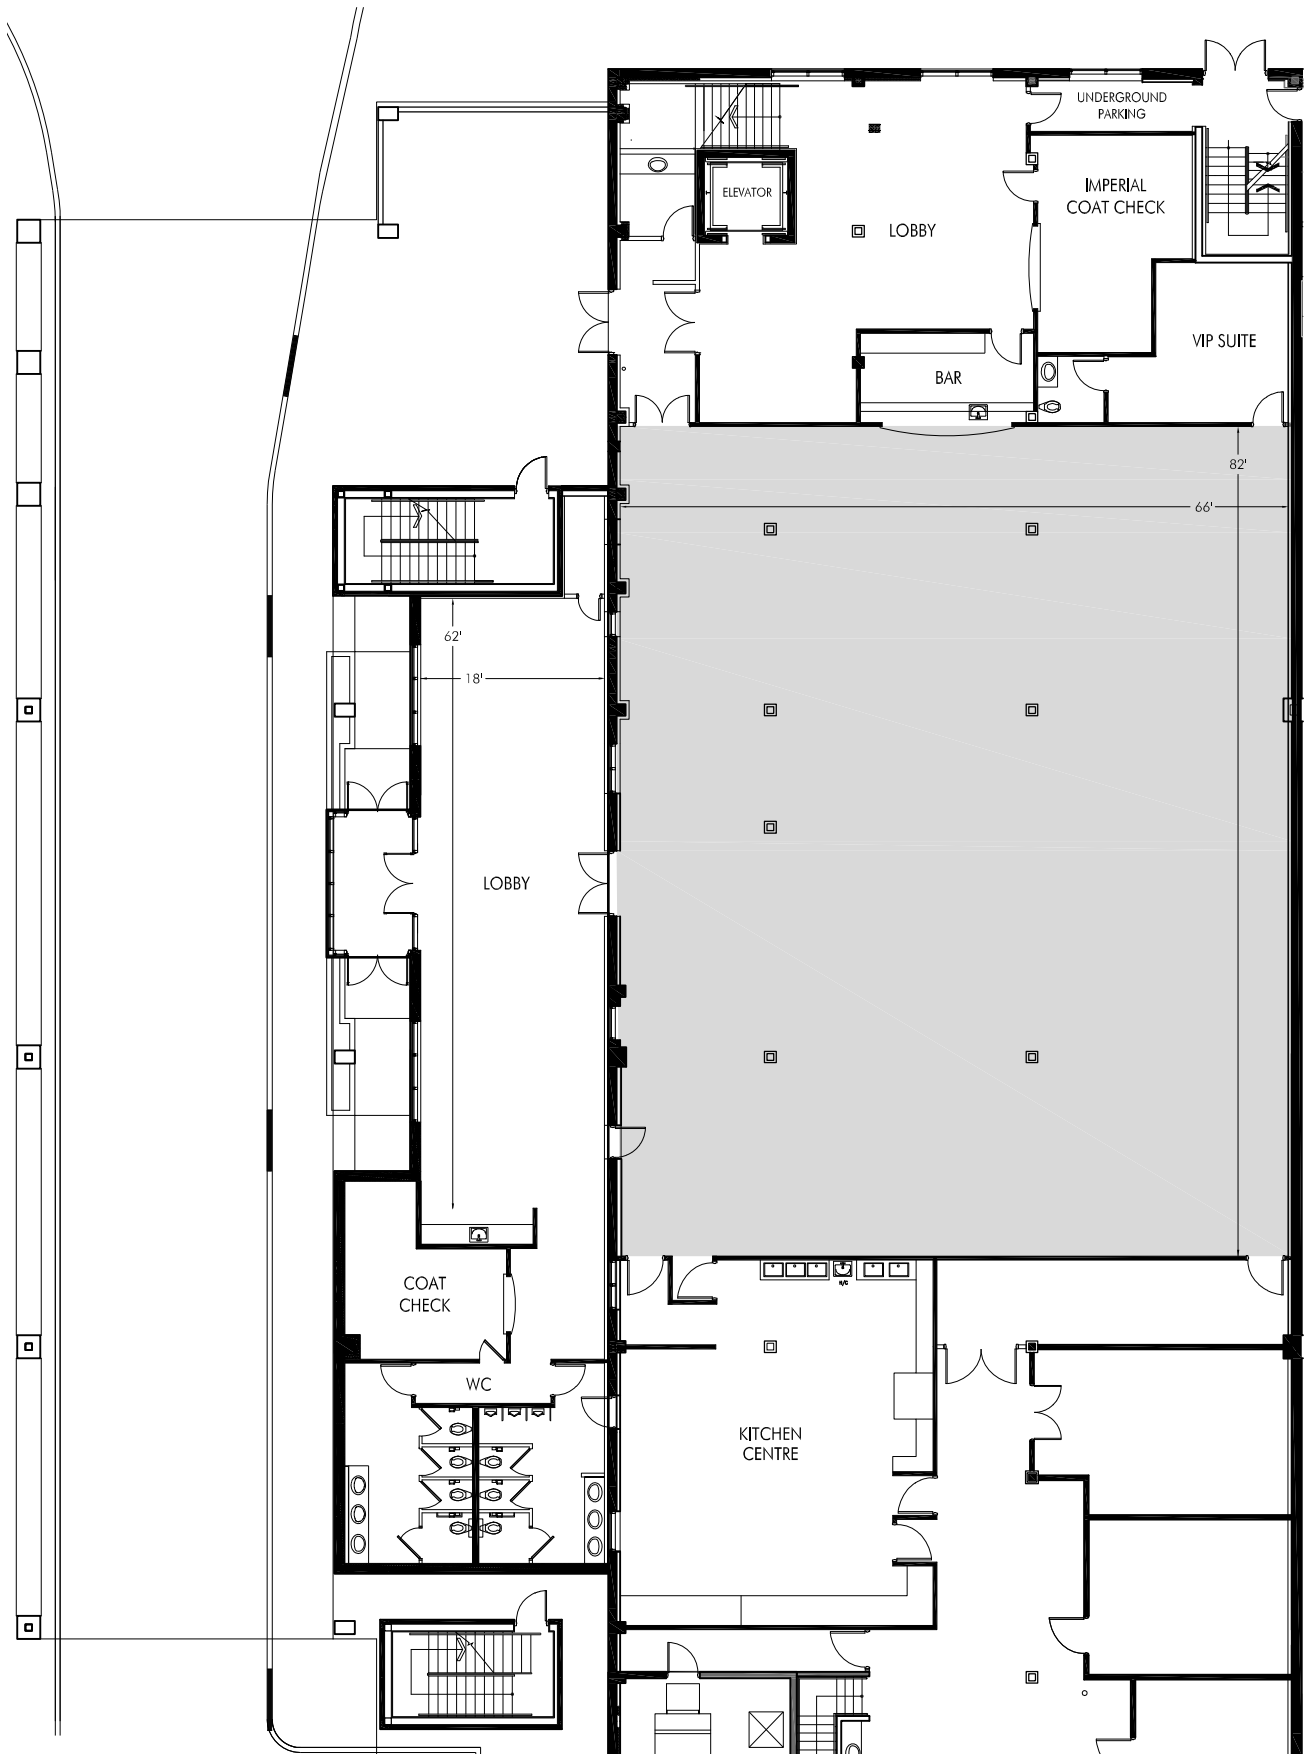 UNDERGROUND
PARKING
IMPERIAL
COAT CHECK
ELEVATOR
LOBBY
VIP SUITE
BAR
82'
66'
62'
18'
LOBBY
COAT
CHECK
H/C
WC
KITCHEN
CENTRE